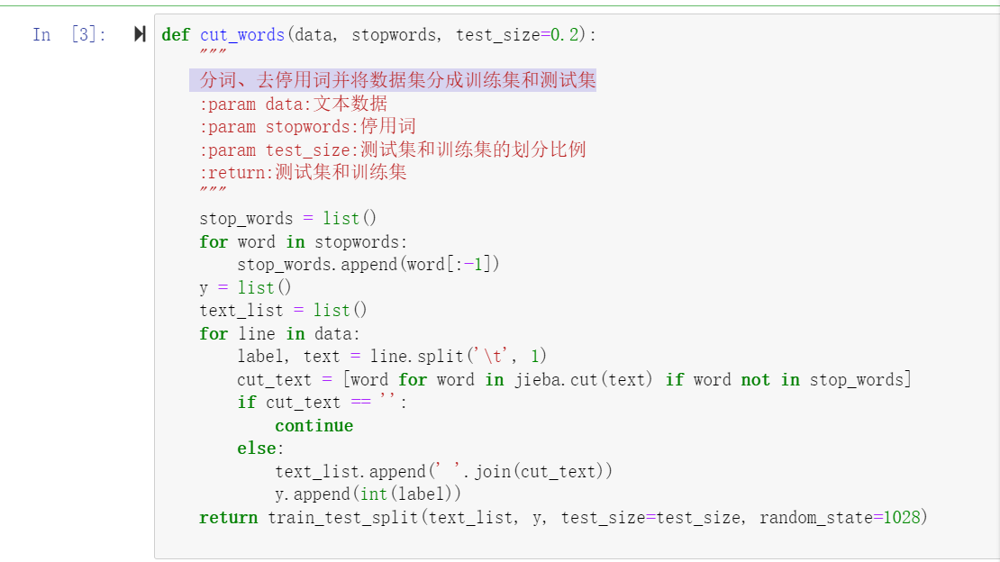 In [3]: def cut_words(data, stopwords, test_size=0.2):
    """
    分词、去停用词并将数据集分成训练集和测试集
    :param data:文本数据
    :param stopwords:停用词
    :param test_size:测试集和训练集的划分比例
    :return:测试集和训练集
    """
    stop_words = list()
    for word in stopwords:
        stop_words.append(word[:-1])
    y = list()
    text_list = list()
    for line in data:
        label, text = line.split('\t', 1)
        cut_text = [word for word in jieba.cut(text) if word not in stop_words]
        if cut_text == '':
            continue
        else:
            text_list.append(' '.join(cut_text))
            y.append(int(label))
    return train_test_split(text_list, y, test_size=test_size, random_state=1028)